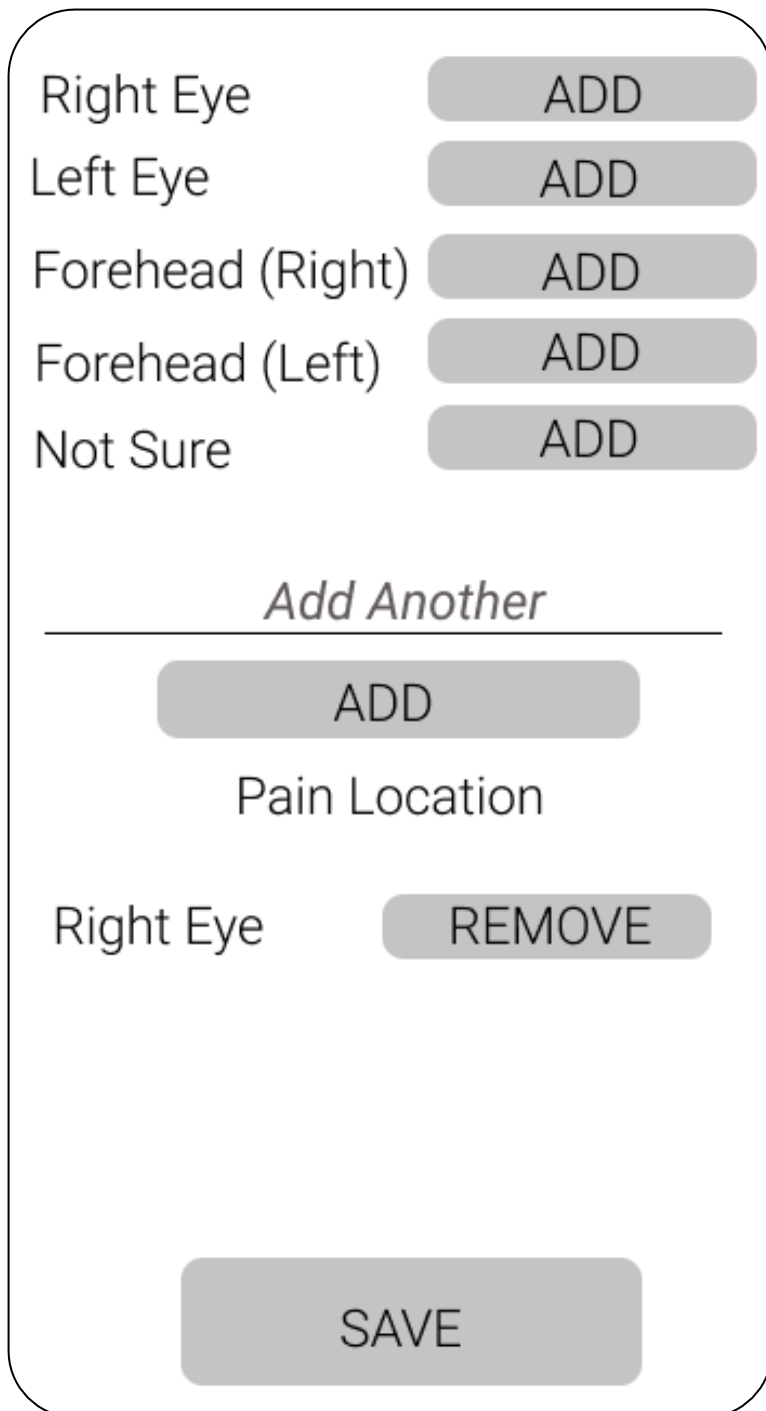 Right Eye ADD
Left Eye ADD
Forehead (Right) ADD
Forehead (Left) ADD
Not Sure ADD
Add Another
ADD
Pain Location
Right Eye REMOVE
SAVE